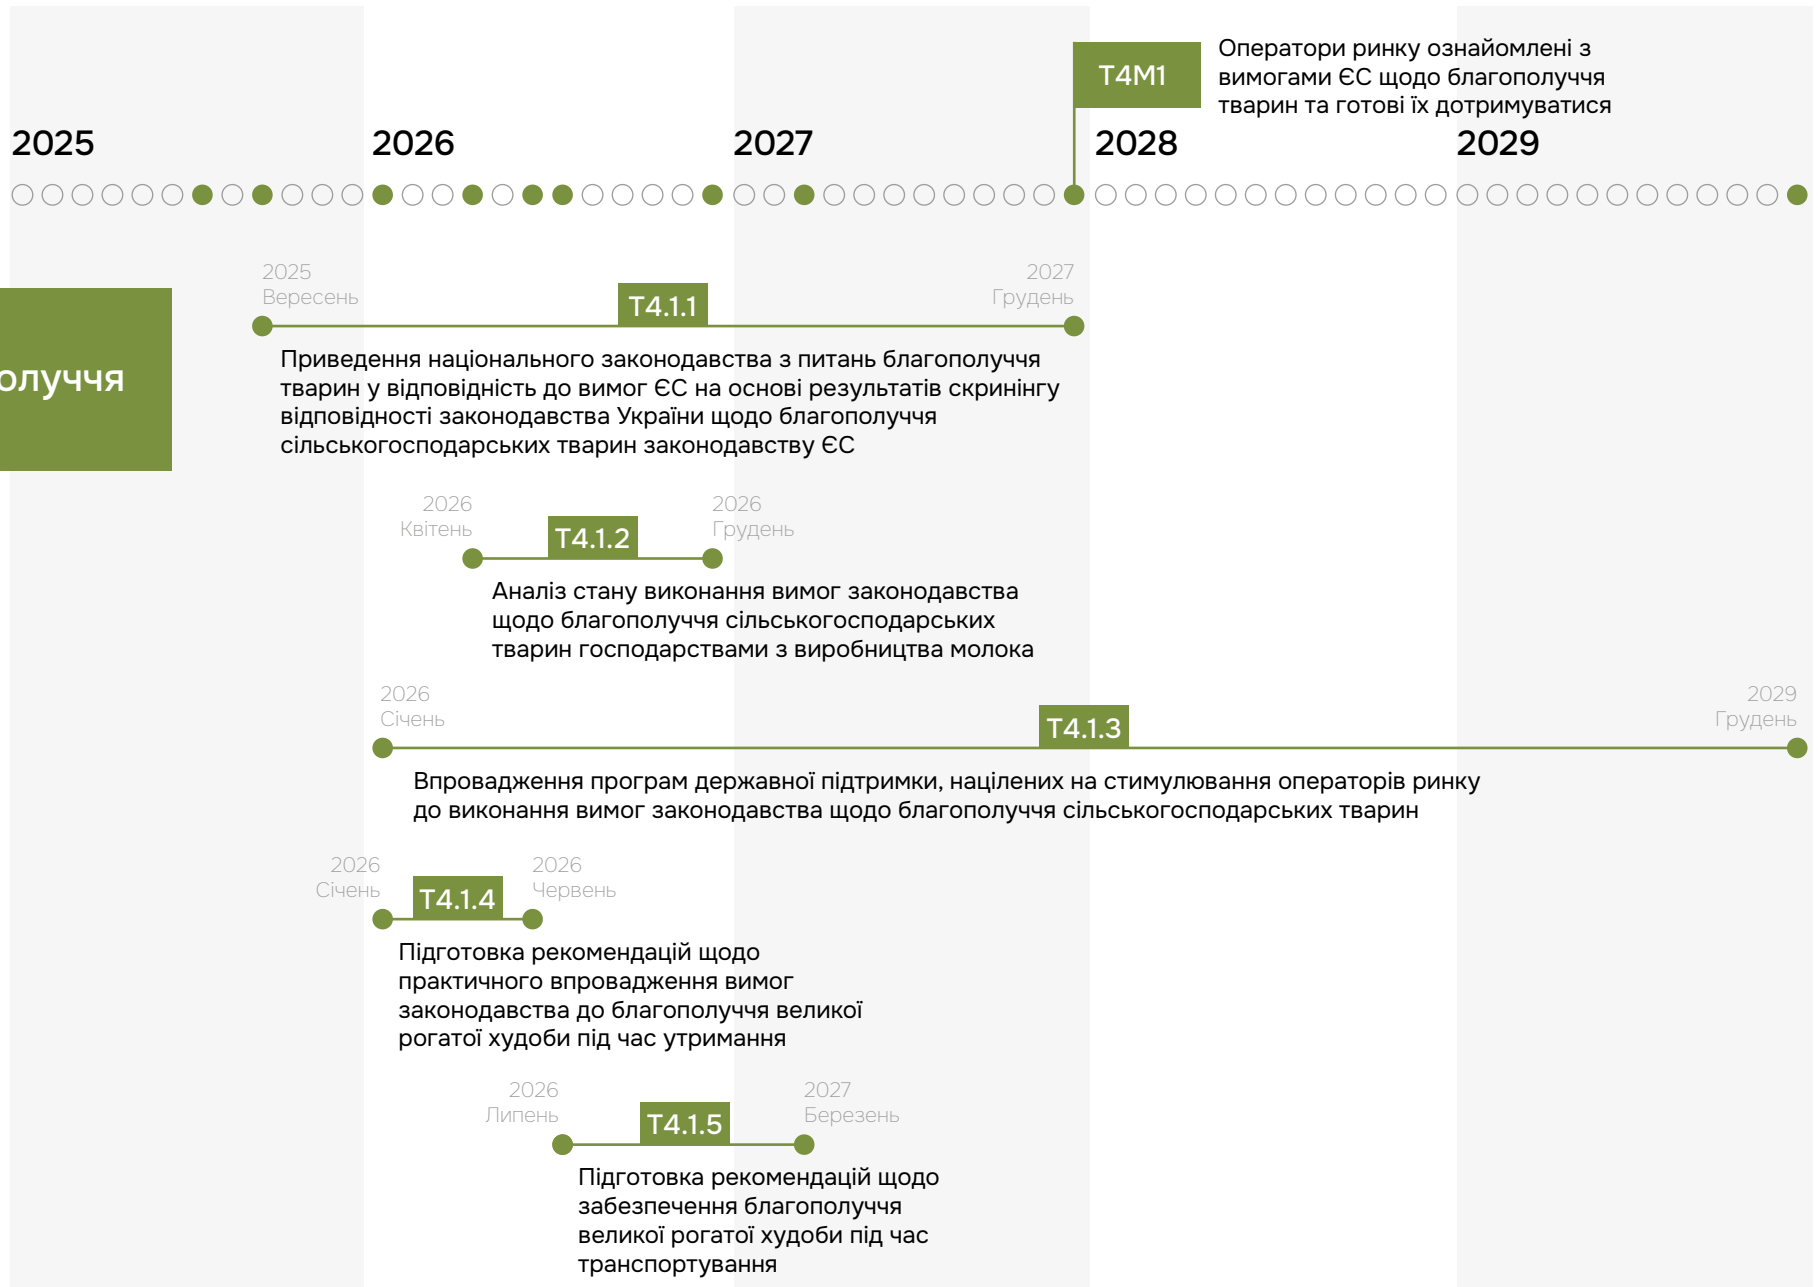 T4M1
Оператори ринку ознайомлені з
вимогами ЄС щодо благополуччя
тварин та готові їх дотримуватися
2025
2026
2027
2028
2029
олуччя
2025
Вересень
T4.1.1
2027
Грудень
Приведення національного законодавства з питань благополуччя
тварин у відповідність до вимог ЄС на основі результатів скринінгу
відповідності законодавства України щодо благополуччя
сільськогосподарських тварин законодавству ЄС
2026
Квітень
T4.1.2
2026
Грудень
Аналіз стану виконання вимог законодавства
щодо благополуччя сільськогосподарських
тварин господарствами з виробництва молока
2026
Січень
T4.1.3
2029
Грудень
Впровадження програм державної підтримки, націлених на стимулювання операторів ринку
до виконання вимог законодавства щодо благополуччя сільськогосподарських тварин
2026
Січень
T4.1.4
2026
Червень
Підготовка рекомендацій щодо
практичного впровадження вимог
законодавства до благополуччя великої
рогатої худоби під час утримання
2026
Липень
T4.1.5
2027
Березень
Підготовка рекомендацій щодо
забезпечення благополуччя
великої рогатої худоби під час
транспортування